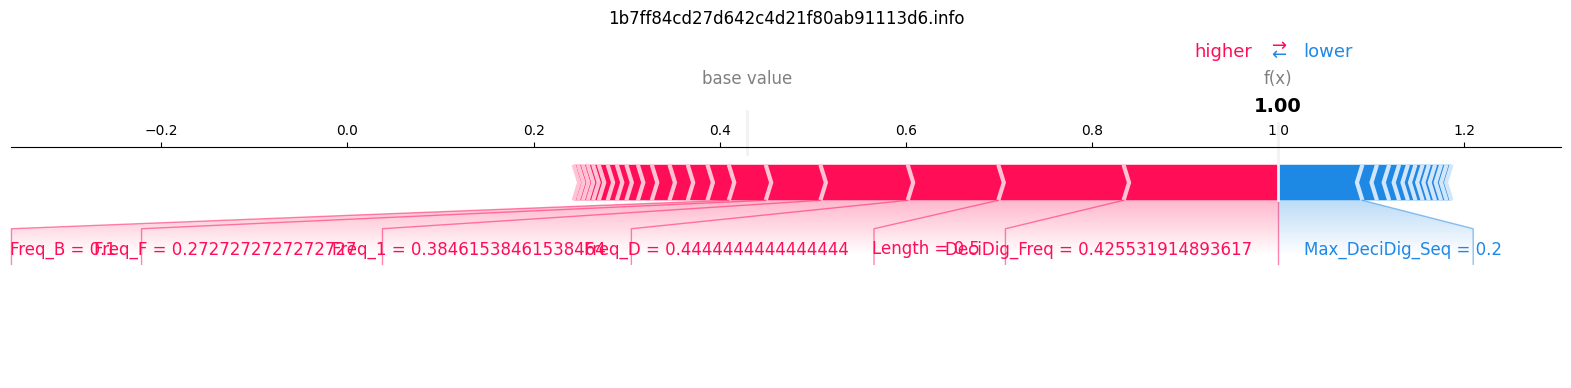 1b7ff84cd27d642c4d21f80ab91113d6.info
higher ⇄ lower
base value f(x)
1.00
−0.2 0.0 0.2 0.4 0.6 0.8 1.0 1.2
Freq_B = 0.1 Freq_F = 0.2727272727272727 Freq_1 = 0.38461538461538464 Freq_D = 0.4444444444444444 Length = 0.5 DeciDig_Freq = 0.425531914893617 Max_DeciDig_Seq = 0.2